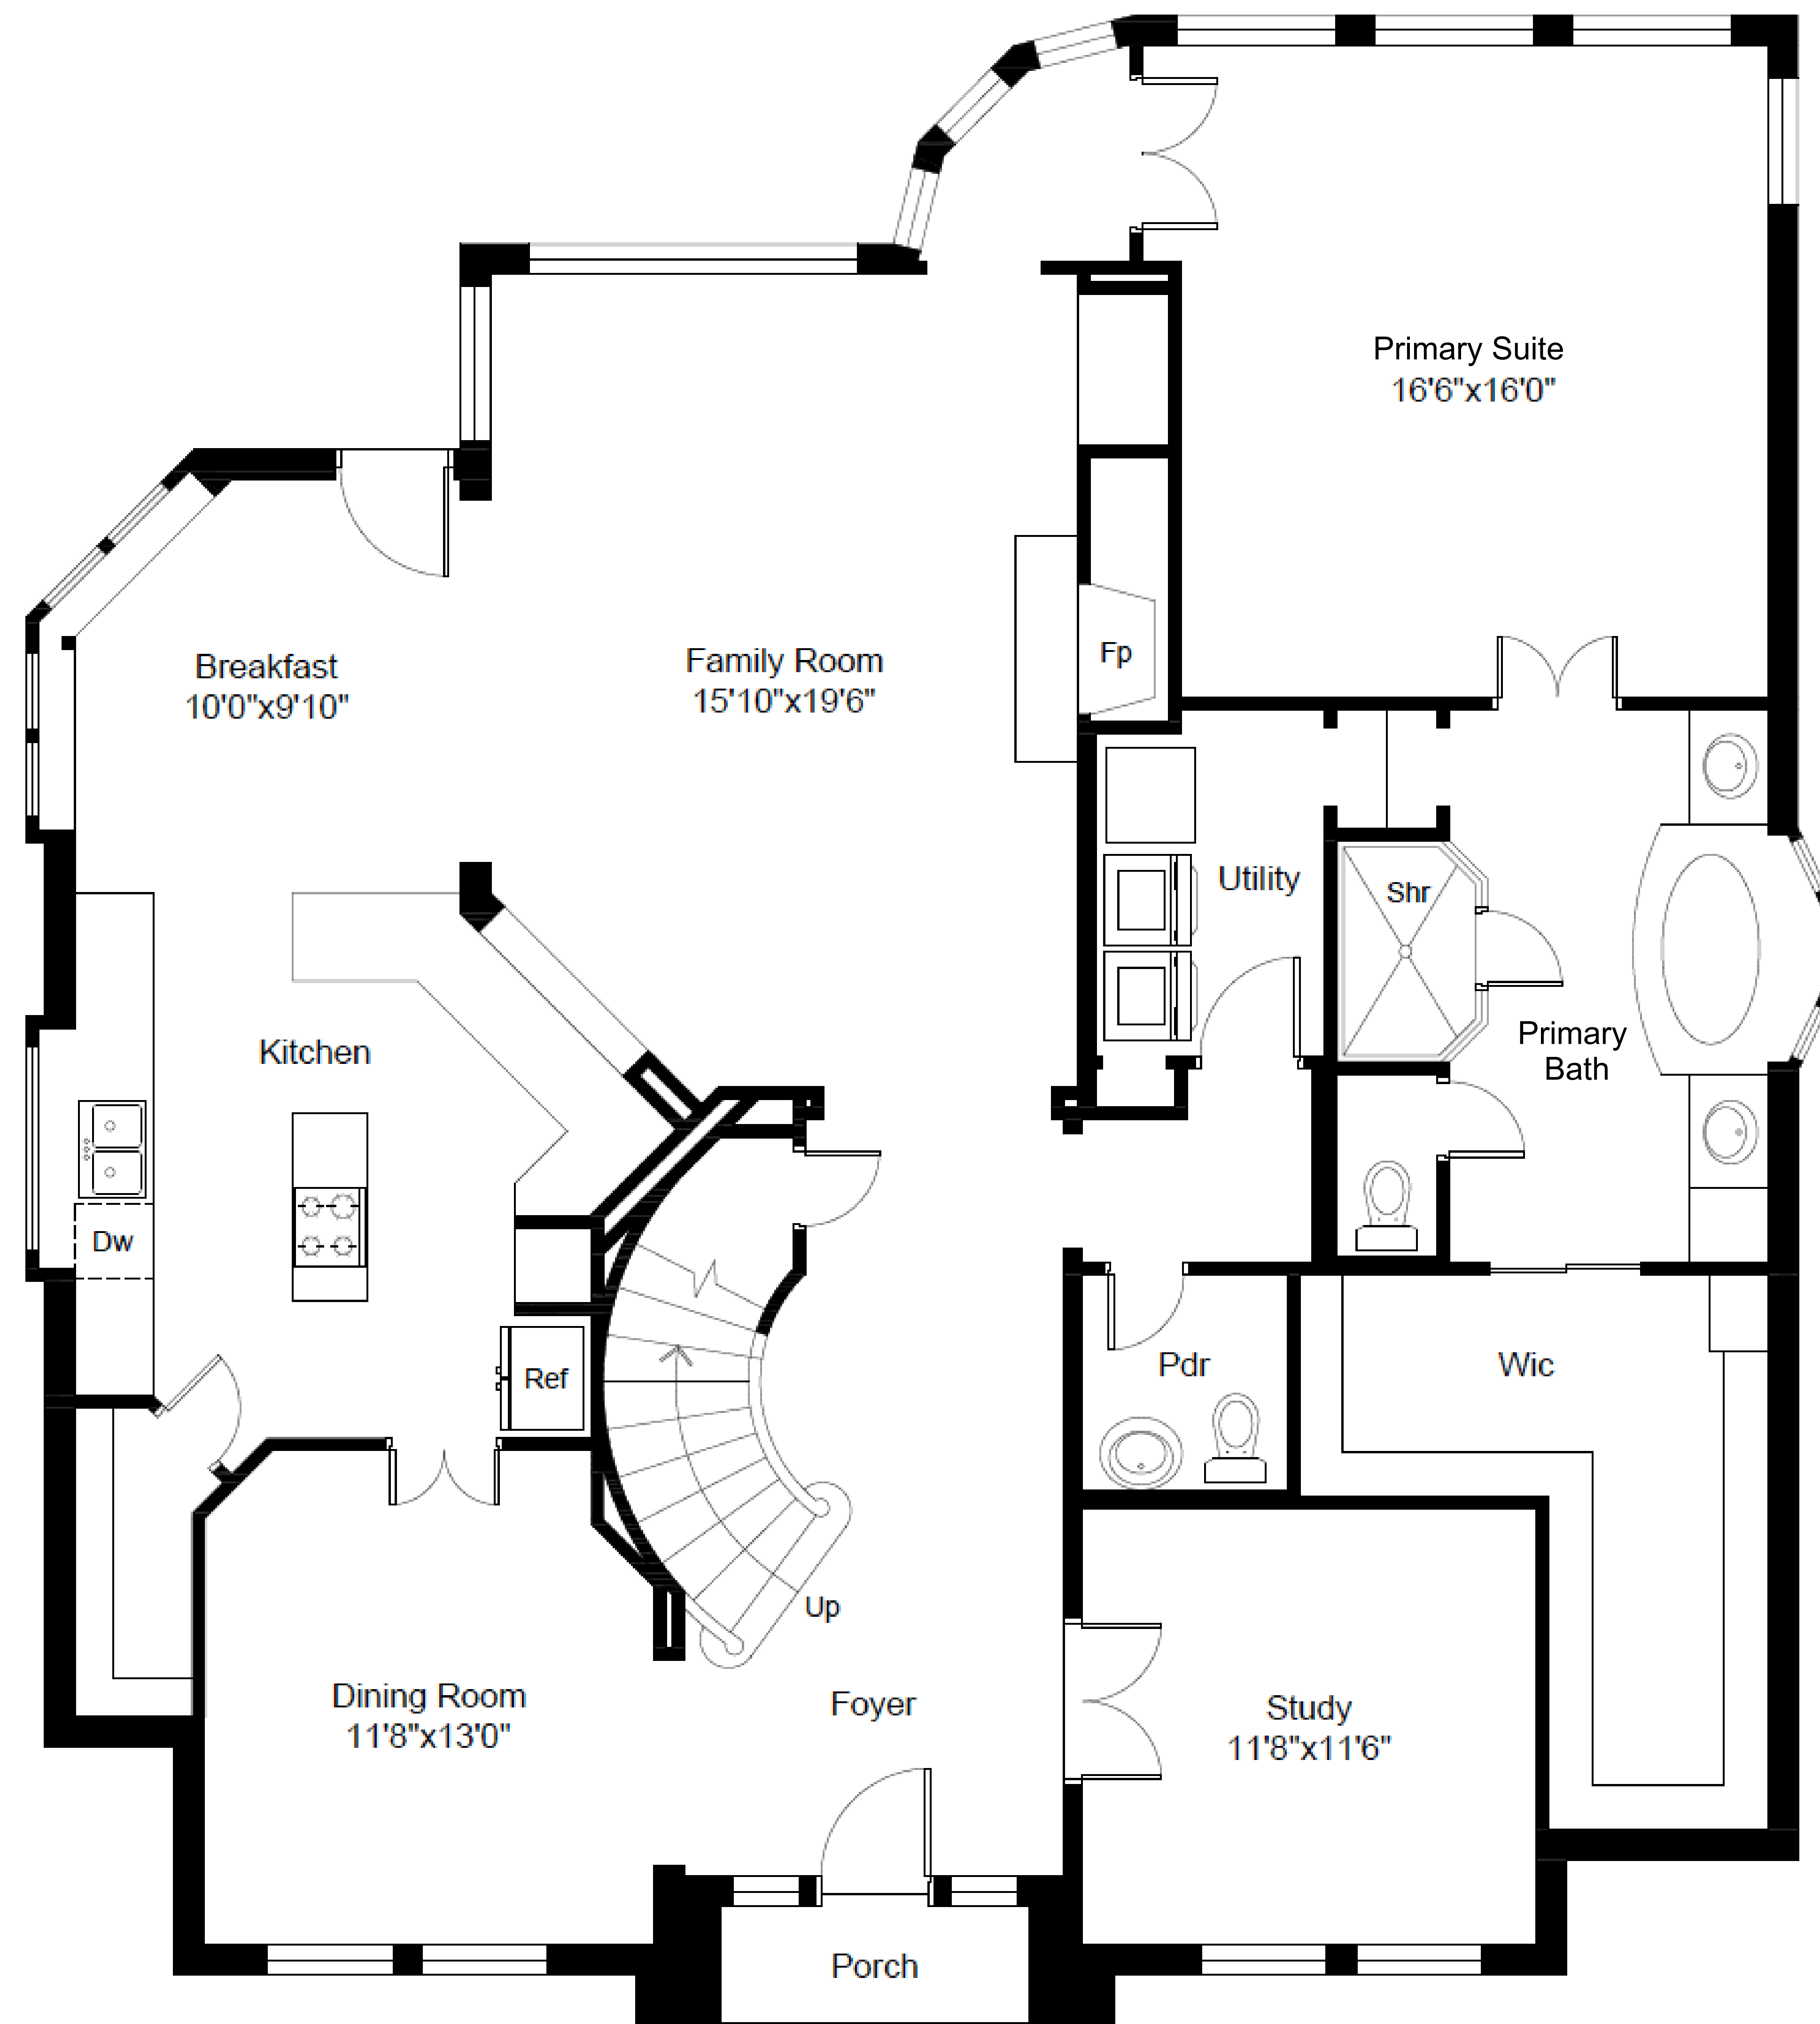 Primary Suite
16'6"x16'0"
Breakfast
10'0"x9'10"
Family Room
15'10"x19'6"
Fp
Utility
Shr
Kitchen
Primary
Bath
Dw
Ref
Pdr
Wic
Up
Dining Room
11'8"x13'0"
Foyer
Study
11'8"x11'6"
Porch